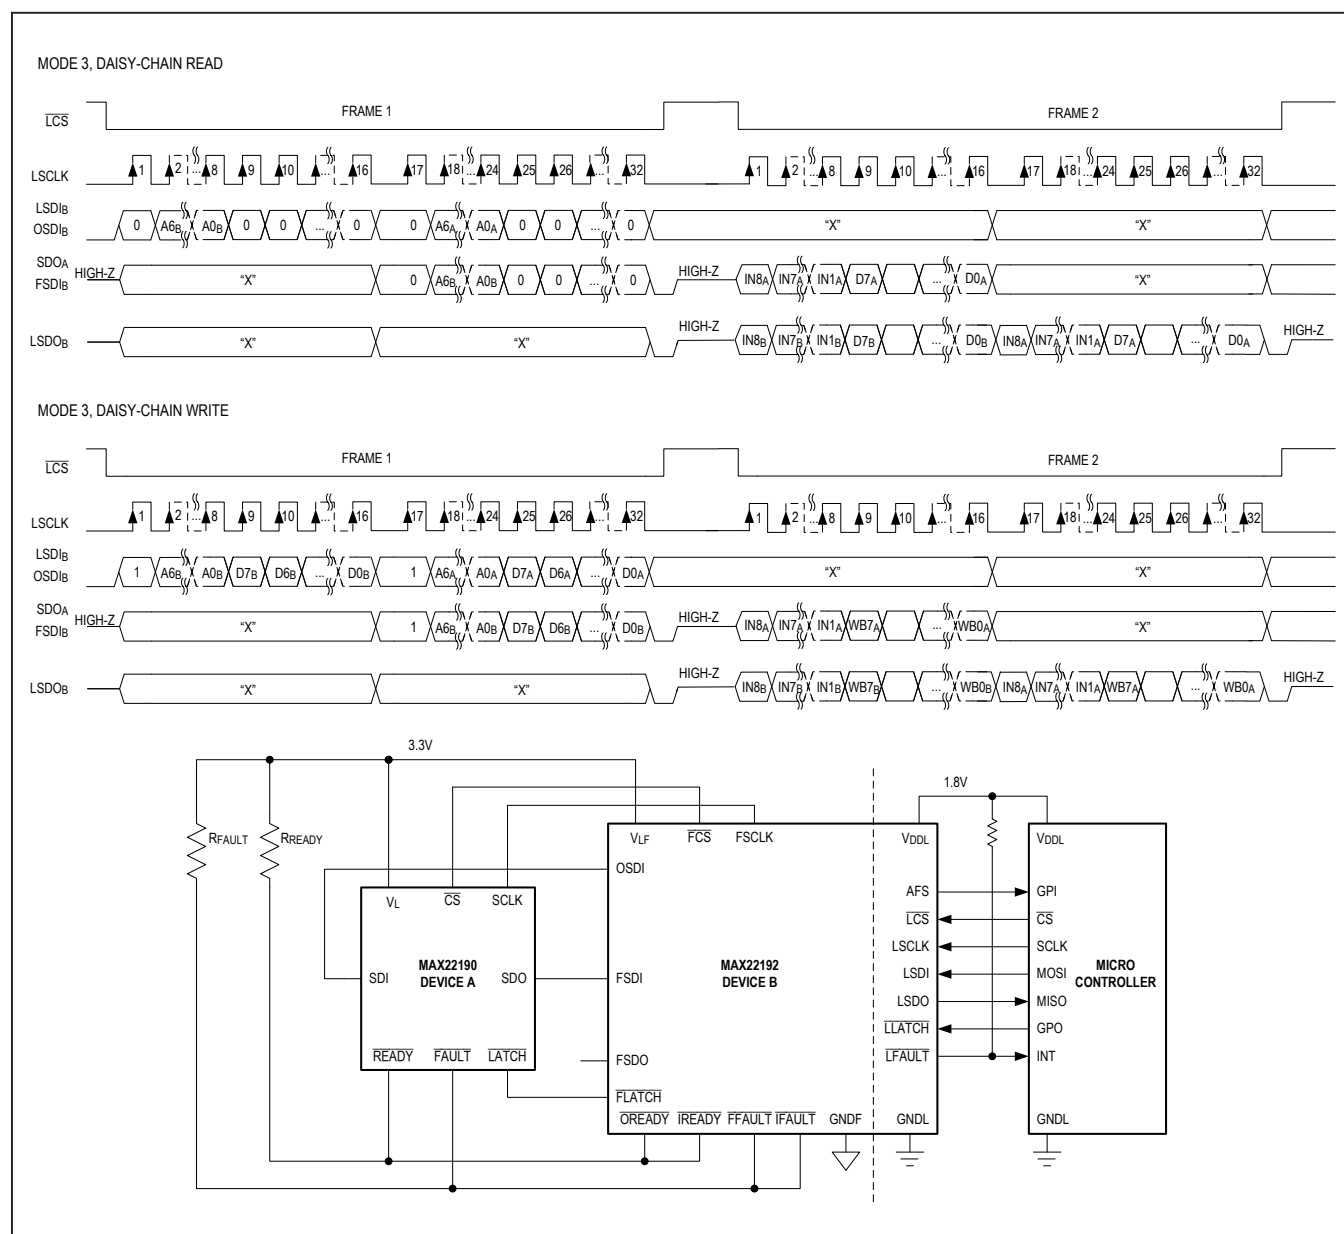 MODE 3, DAISY-CHAIN READ
LCS FRAME 1 FRAME 2
LSCLK 1 2 ... 8 9 10 ... 16 17 18 ... 24 25 26 ... 32 1 2 ... 8 9 10 ... 16 17 18 ... 24 25 26 ... 32
LSDIB
OSDIB 0 A6B A0B 0 0 ... 0 0 A6A A0A 0 0 ... 0 "X" "X"
SDOA
FSDIB HIGH-Z "X" 0 A6B A0B 0 0 ... 0 HIGH-Z IN8A IN7A IN1A D7A ... D0A "X"
LSDOB "X" "X" HIGH-Z IN8B IN7B IN1B D7B ... D0B IN8A IN7A IN1A D7A ... D0A HIGH-Z
MODE 3, DAISY-CHAIN WRITE
LCS FRAME 1 FRAME 2
LSCLK 1 2 ... 8 9 10 ... 16 17 18 ... 24 25 26 ... 32 1 2 ... 8 9 10 ... 16 17 18 ... 24 25 26 ... 32
LSDIB
OSDIB 1 A6B A0B D7B D6B ... D0B 1 A6A A0A D7A D6A ... D0A "X" "X"
SDOA
FSDIB HIGH-Z "X" 1 A6B A0B D7B D6B ... D0B HIGH-Z IN8A IN7A IN1A WB7A ... WB0A "X"
LSDOB "X" "X" HIGH-Z IN8B IN7B IN1B WB7B ... WB0B IN8A IN7A IN1A WB7A ... WB0A HIGH-Z
3.3V
1.8V
RFAULT RREADY
VLF FCS FSCLK VDDL VDDL
OSDI
VL CS SCLK
AFS GPI
LCS CS
LSCLK SCLK
MAX22190
DEVICE A
SDI SDO
MAX22192
DEVICE B
FSDI
LSDI MOSI
MICRO
CONTROLLER
LSDO MISO
LLATCH GPO
READY FAULT LATCH
FSDO
LFAULT INT
FLATCH
OREADY IREADY FFAULT IFAULT GNDF GNDL GNDL